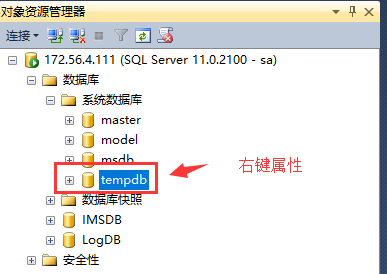 对象资源管理器
连接
172.56.4.111 (SQL Server 11.0.2100 - sa)
数据库
系统数据库
master
model
msdb
tempdb
右键属性
数据库快照
IMSDB
LogDB
安全性